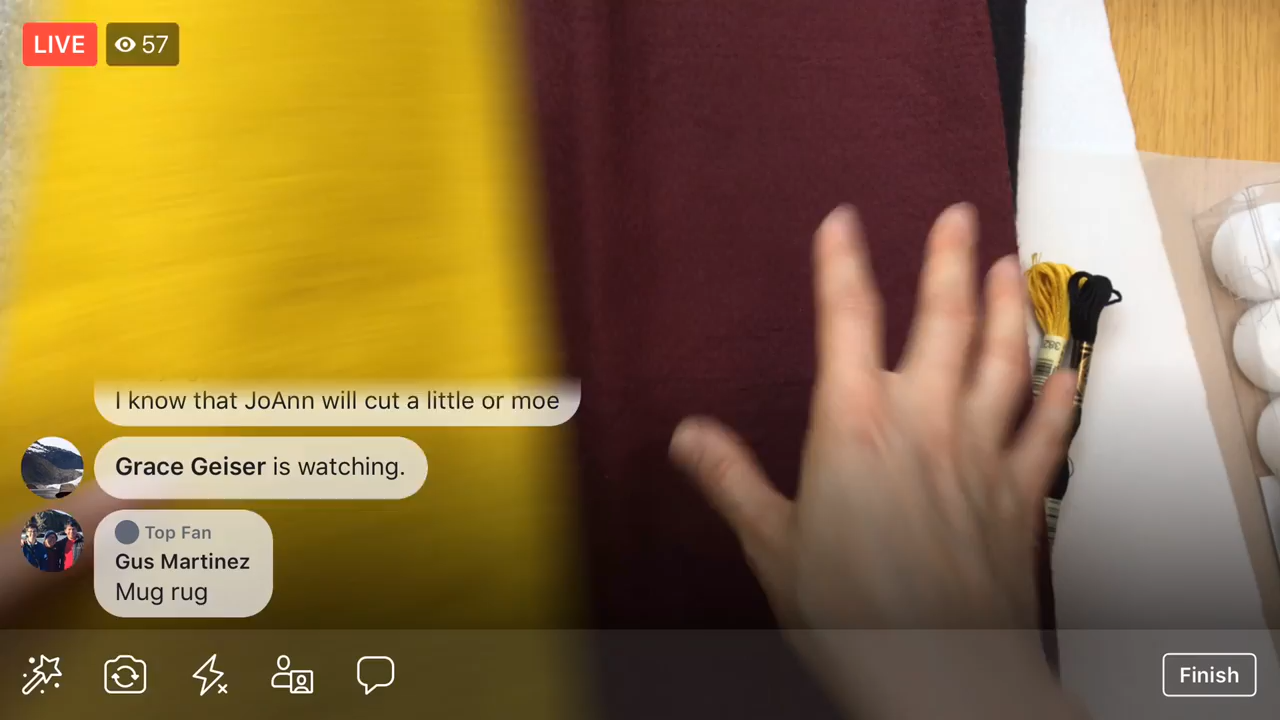 LIVE
57
I know that JoAnn will cut a little or moe
Grace Geiser is watching.
Top Fan
Gus Martinez
Mug rug
Finish